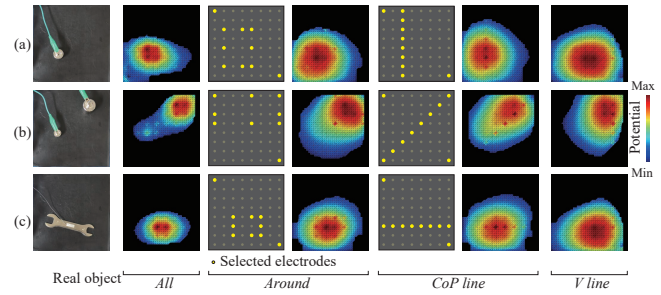 (a)
(b)
(c)
Max
Potential
Min
Selected electrodes
Real object
All
Around
CoP line
V line